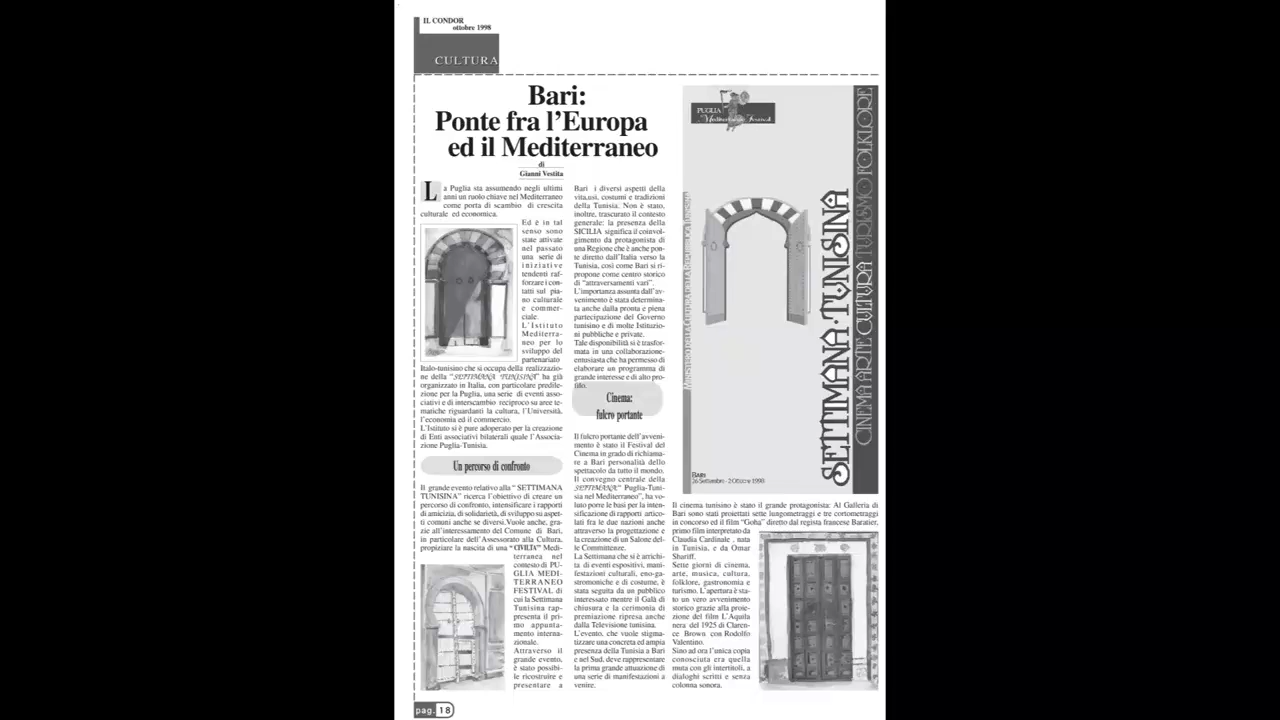 IL CONDOR
ottobre 1998
CULTURA
Bari:
Ponte fra l'Europa
ed il Mediterraneo
di
Gianni Vestita
La Puglia sta assumendo negli ultimi
anni un ruolo chiave nel Mediterraneo
come porta di scambio di crescita
culturale ed economica.
Ed è in tal
senso sono
state attivate
nel passato
una serie di
iniziative
tendenti raf-
forzare i con-
tatti sul pia-
no culturale
e commer-
ciale.
L'Istituto
Mediterra-
neo per lo
sviluppo del
partenariato
Italo-tunisino che si occupa della realizzazio-
ne della "SETTIMANA TUNISINA" ha già
organizzato in Italia, con particolare predile-
zione per la Puglia, una serie di eventi asso-
ciativi e di interscambio reciproco su aree te-
matiche riguardanti la cultura, l'Università,
l'economia ed il commercio.
L'Istituto si è pure adoperato per la creazione
di Enti associativi bilaterali quale l'Associa-
zione Puglia-Tunisia.
Un percorso di confronto
Il grande evento relativo alla " SETTIMANA
TUNISINA" ricerca l'obiettivo di creare un
percorso di confronto, intensificare i rapporti
di amicizia, di solidarietà, di sviluppo su aspet-
ti comuni anche se diversi.Vuole anche, gra-
zie all'interessamento del Comune di Bari,
in particolare dell'Assessorato alla Cultura,
propiziare la nascita di una " CIVILTA'" Medi-
terranea nel
contesto di PU-
GLIA MEDI-
TERRANEO
FESTIVAL di
cui la Settimana
Tunisina rap-
presenta il pri-
mo appunta-
mento interna-
zionale.
Attraverso il
grande evento,
è stato possibi-
le ricostruire e
presentare a
Bari i diversi aspetti della
vita,usi, costumi e tradizioni
della Tunisia. Non è stato,
inoltre, trascurato il contesto
generale: la presenza della
SICILIA significa il coinvol-
gimento da protagonista di
una Regione che è anche pon-
te diretto dall'Italia verso la
Tunisia, così come Bari si ri-
propone come centro storico
di "attraversamenti vari".
L'importanza assunta dall'av-
venimento è stata determina-
ta anche dalla pronta e piena
partecipazione del Governo
tunisino e di molte Istituzio-
ni pubbliche e private.
Tale disponibilità si è trasfor-
mata in una collaborazione-
entusiasta che ha permesso di
elaborare un programma di
grande interesse e di alto pro-
filo.
Cinema:
fulcro portante
Il fulcro portante dell'avveni-
mento è stato il Festival del
Cinema in grado di richiama-
re a Bari personalità dello
spettacolo da tutto il mondo.
Il convegno centrale della
"SETTIMANA" Puglia-Tuni-
sia nel Mediterraneo", ha vo-
luto porre le basi per la inten-
sificazione di rapporti artico-
lati fra le due nazioni anche
attraverso la progettazione e
la creazione di un Salone del-
le Committenze.
La Settimana che si è arrichi-
ta di eventi espositivi, mani-
festazioni culturali, eno-ga-
stromoniche e di costume, è
stata seguita da un pubblico
interessato mentre il Galà di
chiusura e la cerimonia di
premiazione ripresa anche
dalla Televisione tunisina.
L'evento, che vuole stigma-
tizzare una concreta ed ampia
presenza della Tunisia a Bari
e nel Sud, deve rappresentare
la prima grande attuazione di
una serie di manifestazioni a
venire.
PUGLIA
Mediterraneo Festival
SETTIMANA·TUNISINA
CINEMA ARTE CULTURA TURISMO FOLKLORE
BARI
26 Settembre - 2 Ottobre 1998
Il cinema tunisino è stato il grande protagonista: Al Galleria di
Bari sono stati proiettati sette lungometraggi e tre cortometraggi
in concorso ed il film "Goha" diretto dal regista francese Baratier,
primo film interpretato da
Claudia Cardinale , nata
in Tunisia, e da Omar
Shariff.
Sette giorni di cinema,
arte, musica, cultura,
folklore, gastronomia e
turismo. L'apertura è sta-
to un vero avvenimento
storico grazie alla proie-
zione del film L'Aquila
nera del 1925 di Claren-
ce Brown con Rodolfo
Valentino.
Sino ad ora l'unica copia
conosciuta era quella
muta con gli intertitoli, a
dialoghi scritti e senza
colonna sonora.
pag. 18